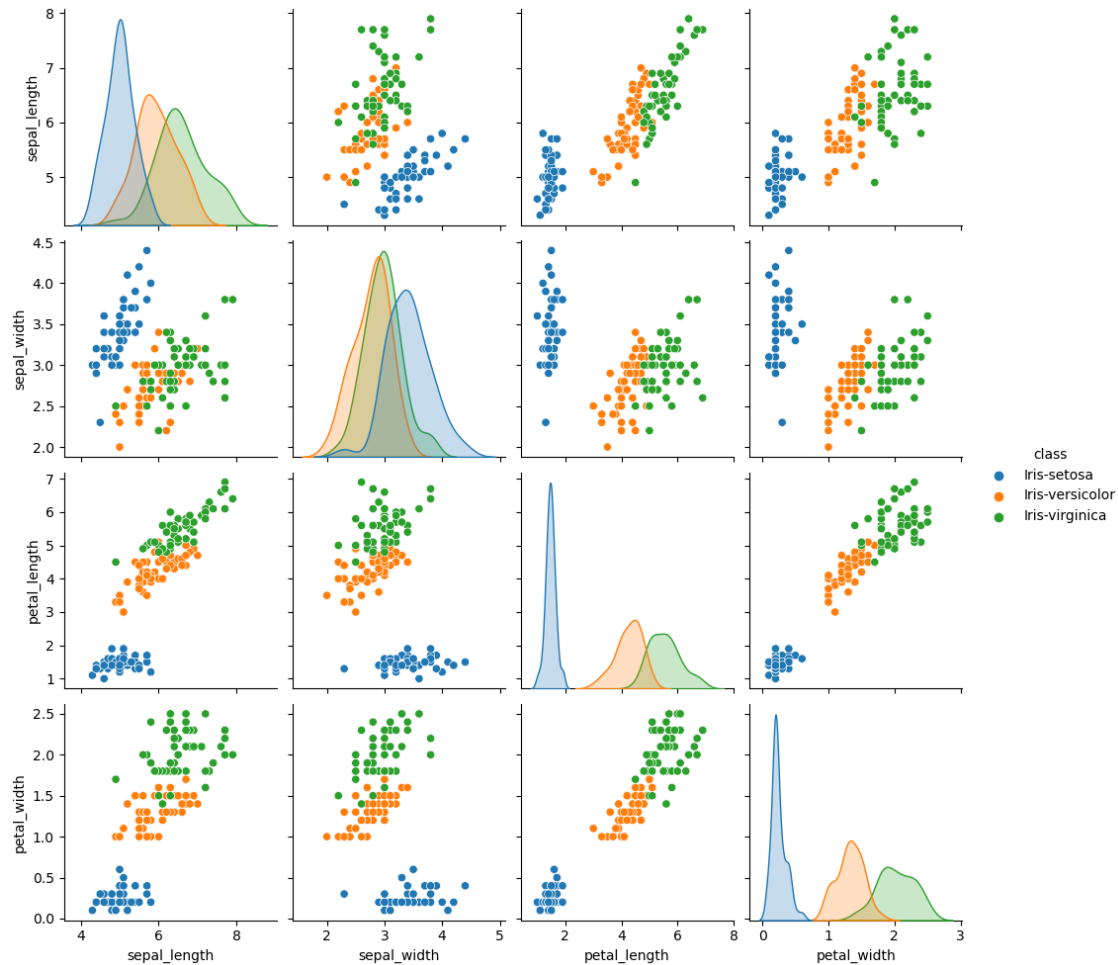 8
7
6
5
sepal_length
4.5
4.0
3.5
3.0
2.5
2.0
sepal_width
class
Iris-setosa
Iris-versicolor
Iris-virginica
7
6
5
4
3
2
1
petal_length
2.5
2.0
1.5
1.0
0.5
0.0
petal_width
4 6 8
2 3 4 5
2 4 6 8
0 1 2 3
sepal_length sepal_width petal_length petal_width